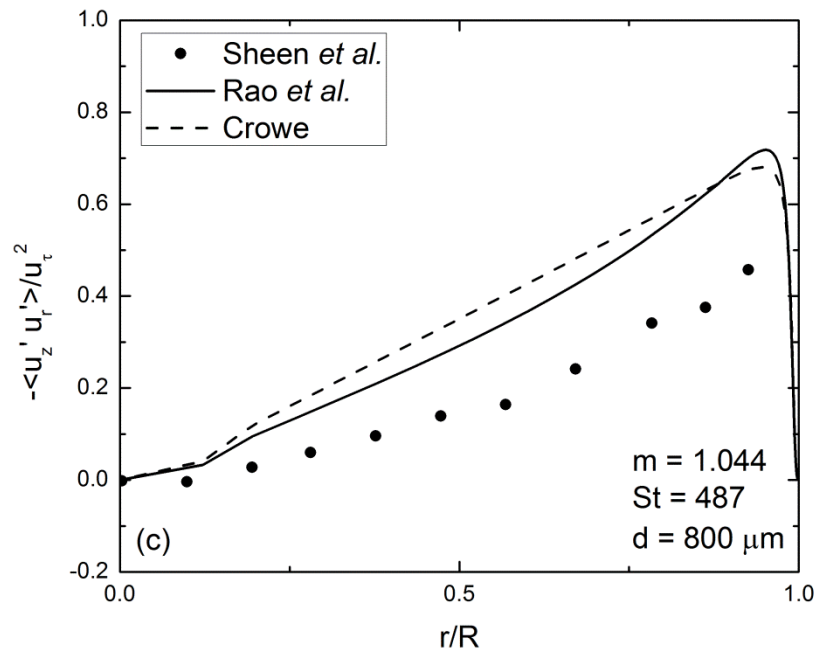 1.0
0.8
0.6
0.4
0.2
0.0
-0.2
-<u_z' u_r'>/u_τ^2
Sheen et al.
Rao et al.
Crowe
m = 1.044
St = 487
d = 800 μm
(c)
0.0 0.5 1.0
r/R